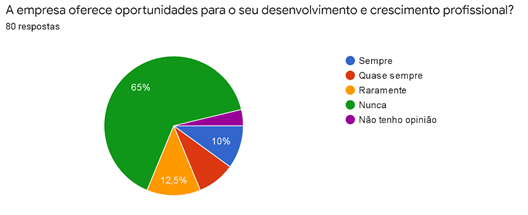 A empresa oferece oportunidades para o seu desenvolvimento e crescimento profissional?
80 respostas
65%
10%
12,5%
Sempre
Quase sempre
Raramente
Nunca
Não tenho opinião